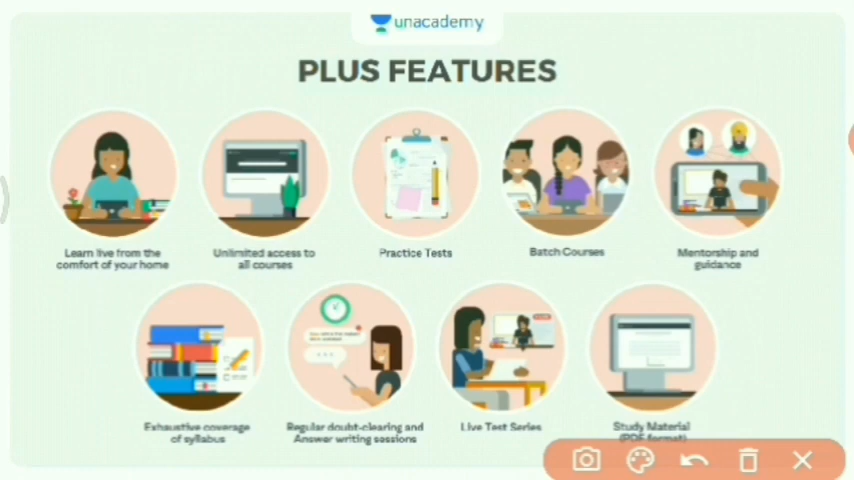 unacademy
PLUS FEATURES
Learn live from the
comfort of your home
Unlimited access to
all courses
Practice Tests
Batch Courses
Mentorship and
guidance
Exhaustive coverage
of syllabus
Regular doubt-clearing and
Answer writing sessions
Live Test Series
Study Material
(PDF format)